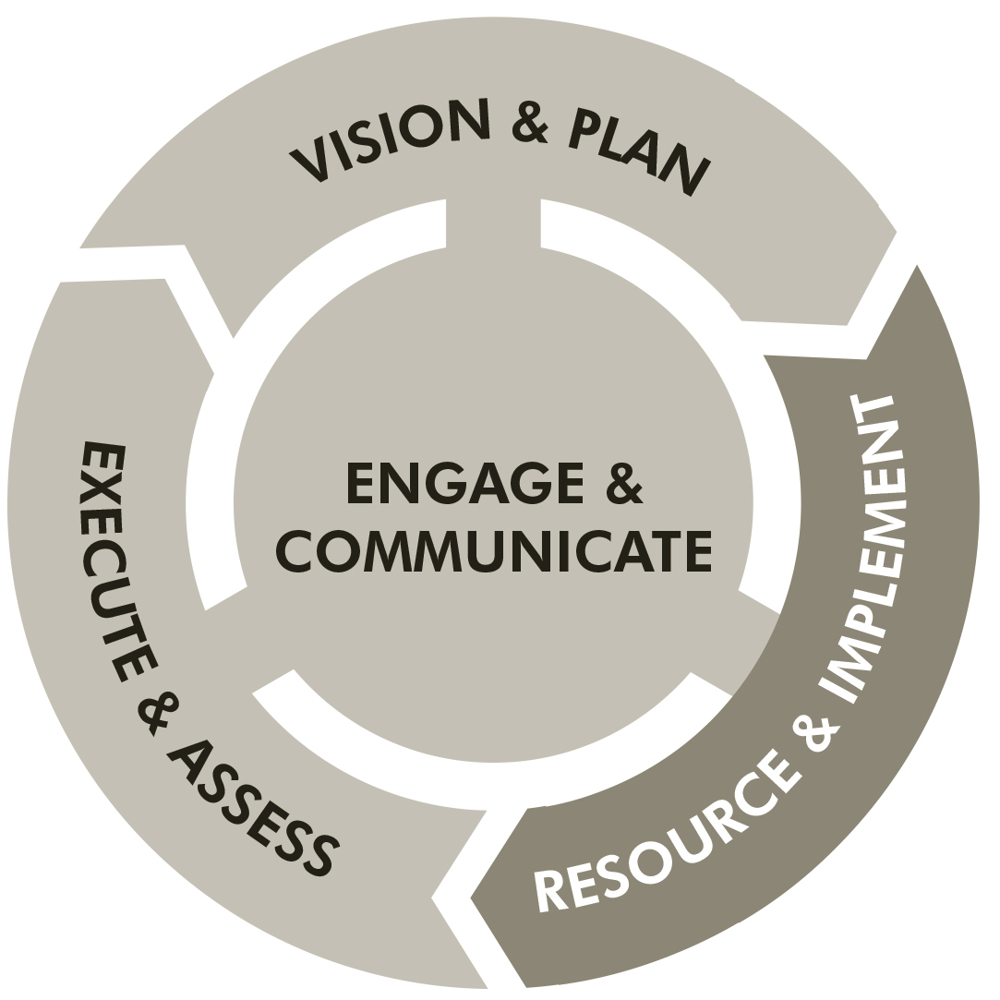 VISION & PLAN
RESOURCE & IMPLEMENT
EXECUTE & ASSESS
ENGAGE &
COMMUNICATE